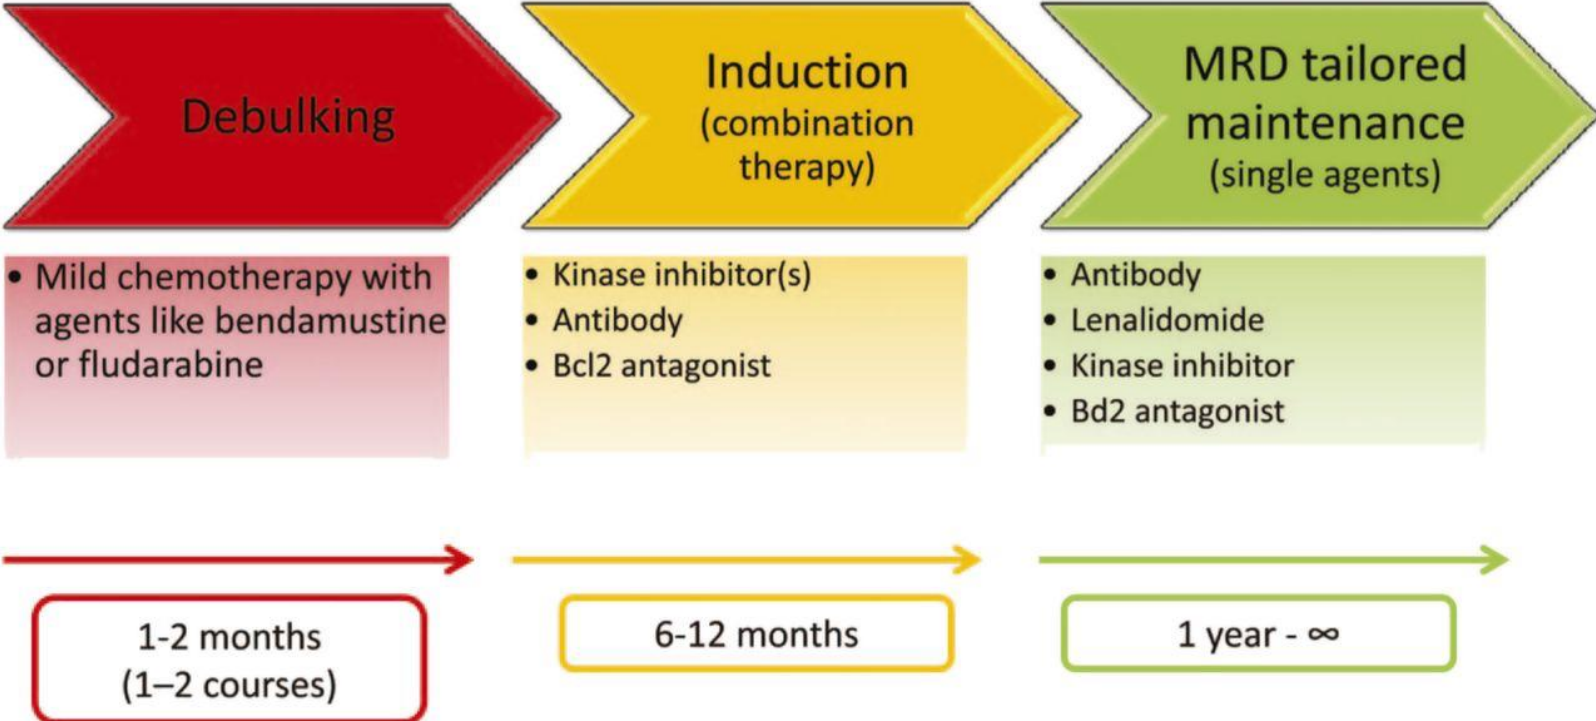 Debulking
Induction
(combination
therapy)
MRD tailored
maintenance
(single agents)
• Mild chemotherapy with
agents like bendamustine
or fludarabine
• Kinase inhibitor(s)
• Antibody
• Bcl2 antagonist
• Antibody
• Lenalidomide
• Kinase inhibitor
• Bd2 antagonist
1-2 months
(1–2 courses)
6-12 months
1 year - ∞